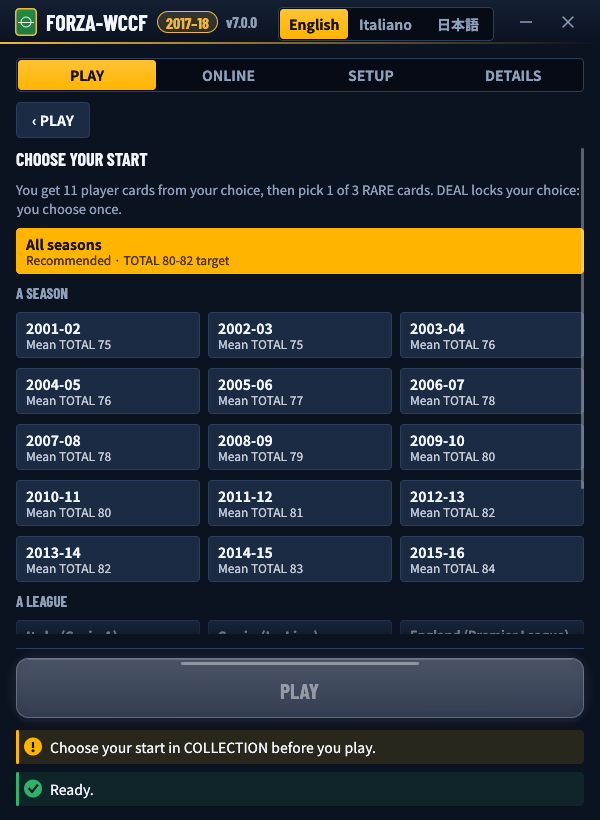 FORZA-WCCF 2017-18 v7.0.0 English Italiano 日本語
PLAY ONLINE SETUP DETAILS
‹ PLAY
CHOOSE YOUR START
You get 11 player cards from your choice, then pick 1 of 3 RARE cards. DEAL locks your choice:
you choose once.
All seasons
Recommended · TOTAL 80-82 target
A SEASON
2001-02 2002-03 2003-04
Mean TOTAL 75 Mean TOTAL 75 Mean TOTAL 76
2004-05 2005-06 2006-07
Mean TOTAL 76 Mean TOTAL 77 Mean TOTAL 78
2007-08 2008-09 2009-10
Mean TOTAL 78 Mean TOTAL 79 Mean TOTAL 80
2010-11 2011-12 2012-13
Mean TOTAL 80 Mean TOTAL 81 Mean TOTAL 82
2013-14 2014-15 2015-16
Mean TOTAL 82 Mean TOTAL 83 Mean TOTAL 84
A LEAGUE
England (Premier League)
PLAY
Choose your start in COLLECTION before you play.
Ready.